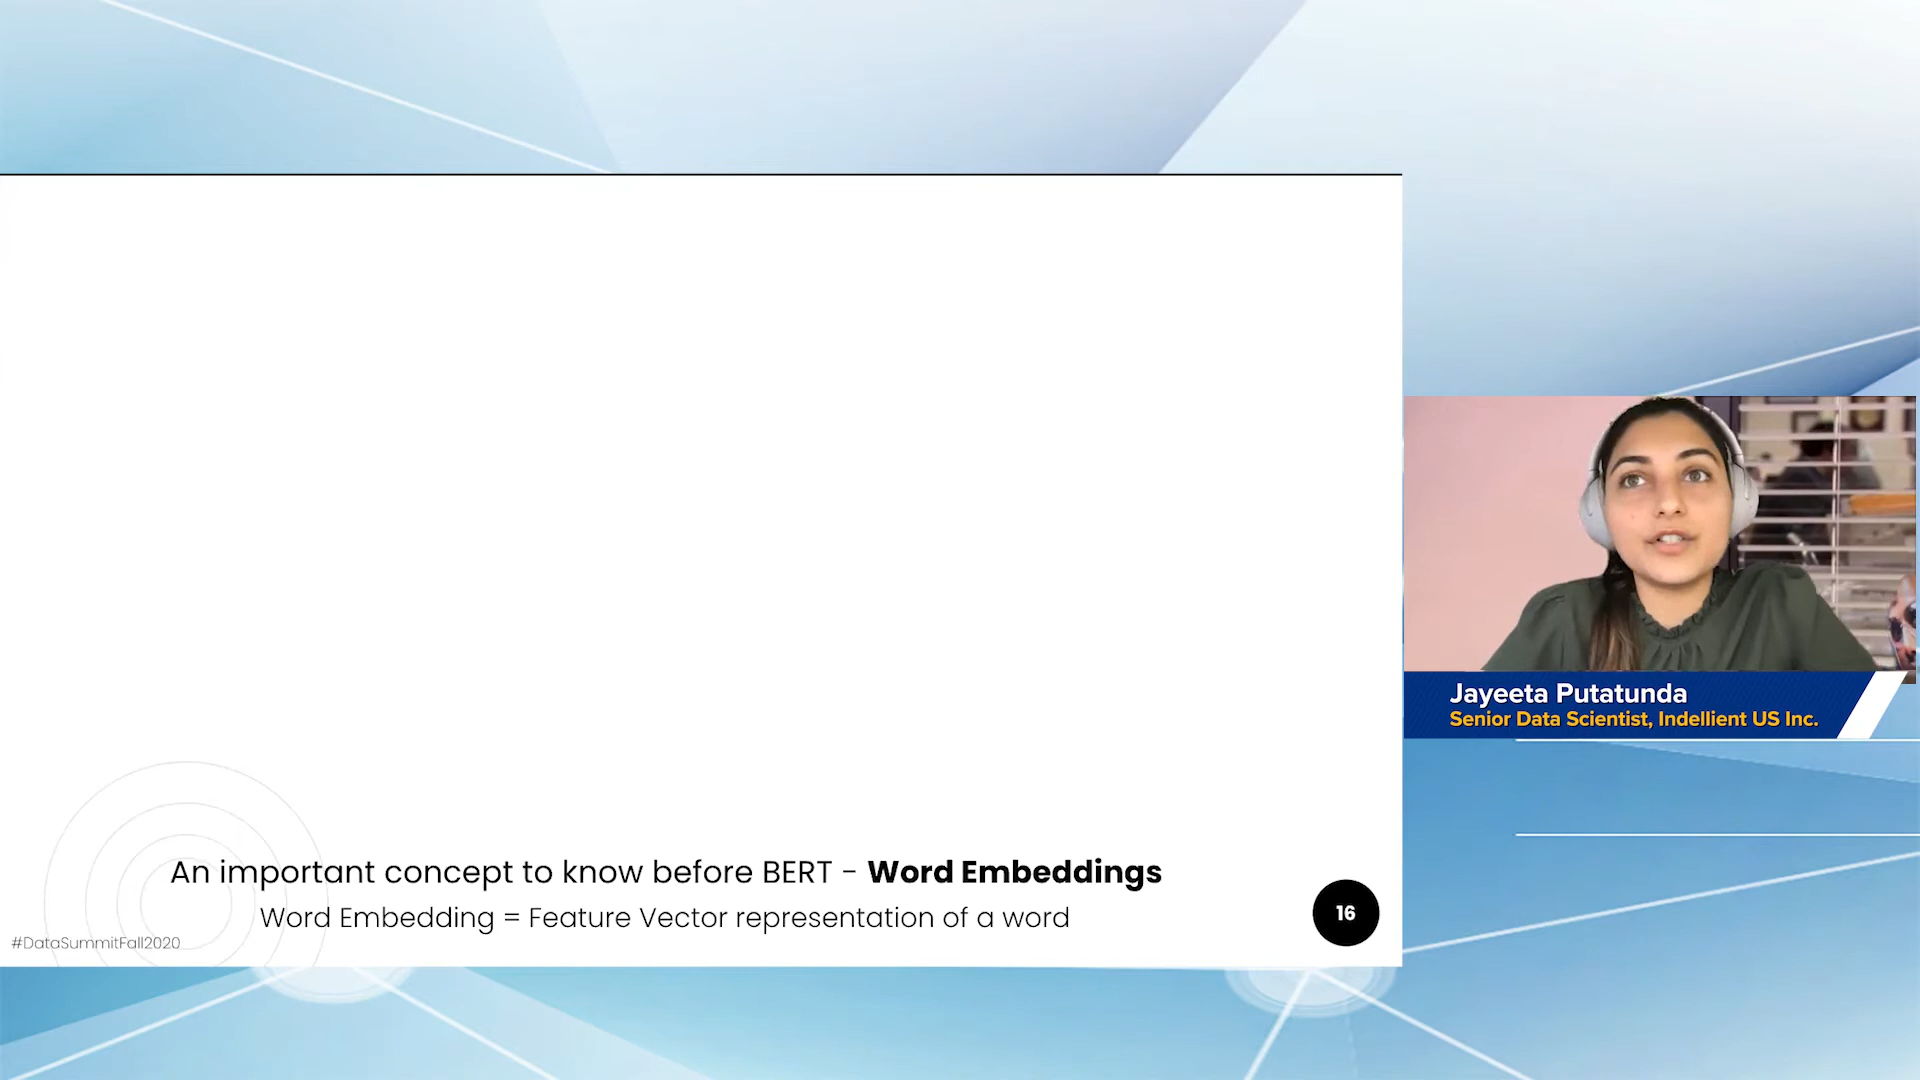 Jayeeta Putatunda
Senior Data Scientist, Indellient US Inc.
An important concept to know before BERT - Word Embeddings
Word Embedding = Feature Vector representation of a word
16
#DataSummitFall2020